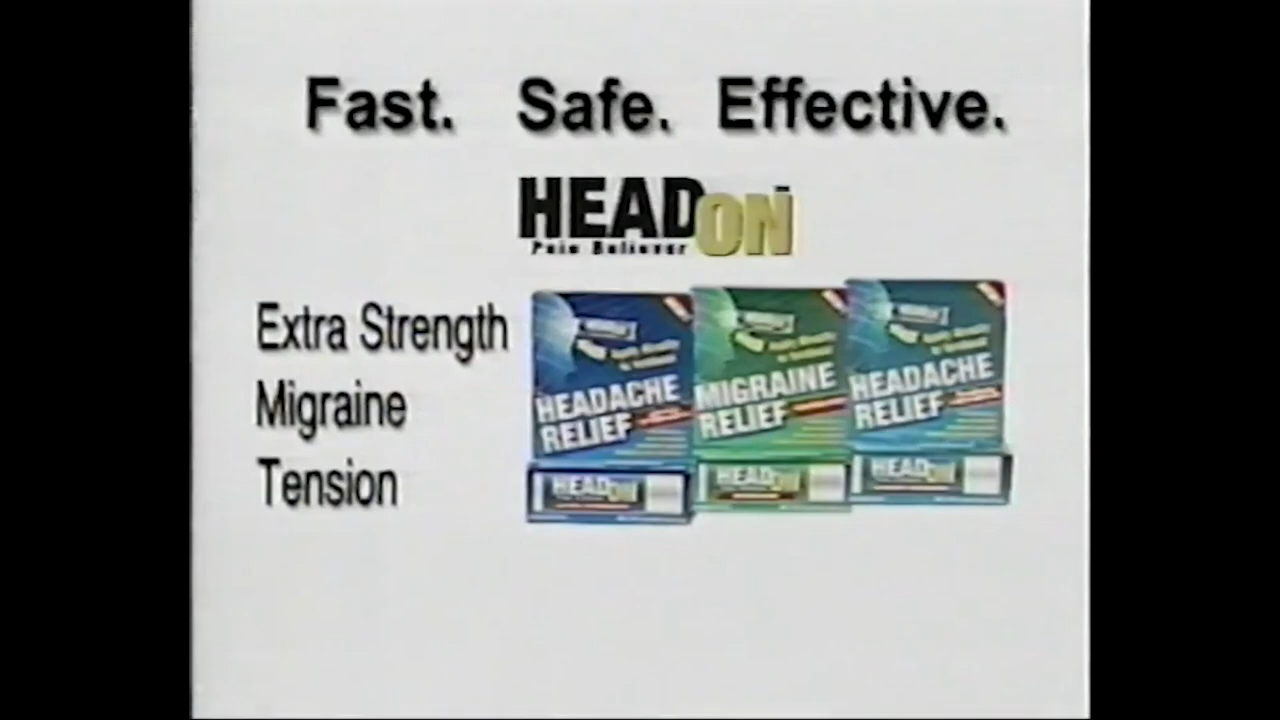 Fast. Safe. Effective.
HEADON
Pain Reliever
Extra Strength
Migraine
Tension
HEADACHE
RELIEF
MIGRAINE
RELIEF
HEADACHE
RELIEF
HEADON
HEADON
HEADON